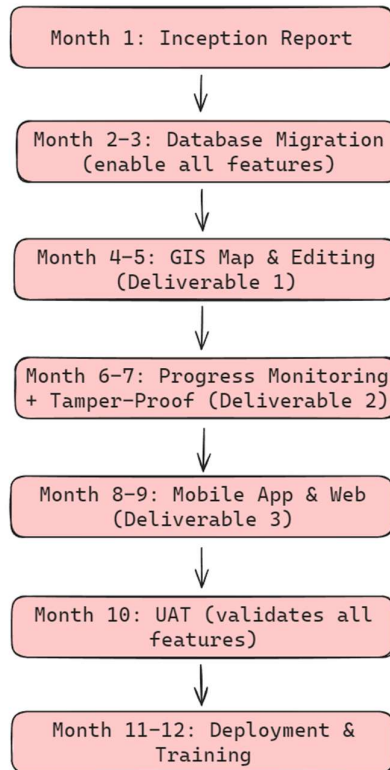 Month 1: Inception Report
Month 2-3: Database Migration
(enable all features)
Month 4-5: GIS Map & Editing
(Deliverable 1)
Month 6-7: Progress Monitoring
+ Tamper-Proof (Deliverable 2)
Month 8-9: Mobile App & Web
(Deliverable 3)
Month 10: UAT (validates all
features)
Month 11-12: Deployment &
Training